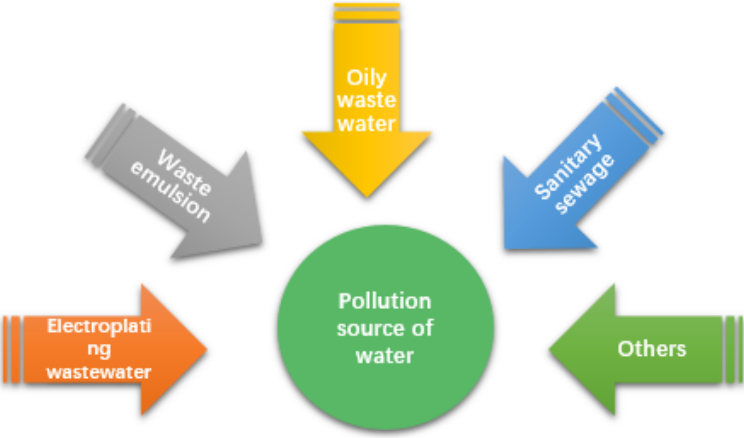 Oily
waste
water
Waste
emulsion
Sanitary
sewage
Electroplati
ng
wastewater
Pollution
source of
water
Others